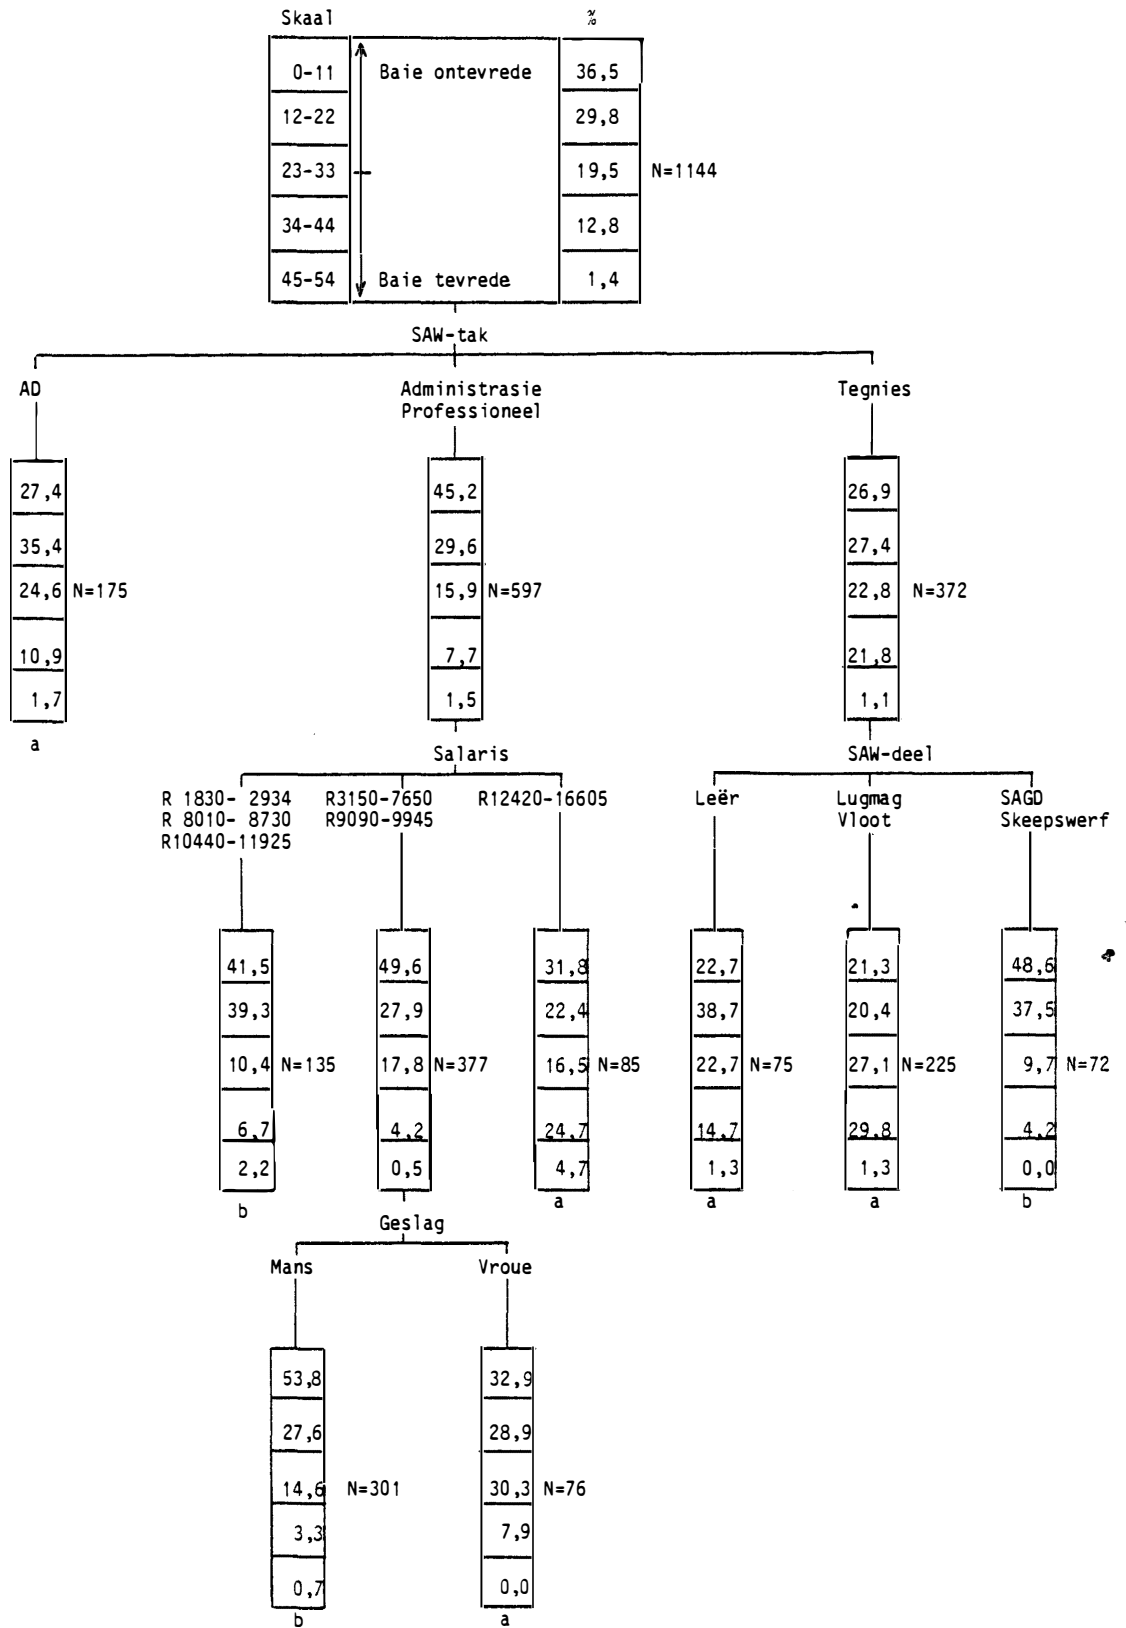 Skaal %
0-11 Baie ontevrede 36,5
12-22 29,8
23-33 19,5 N=1144
34-44 12,8
45-54 Baie tevrede 1,4
SAW-tak
AD Administrasie Tegnies
Professioneel
27,4 45,2 26,9
35,4 29,6 27,4
24,6 N=175 15,9 N=597 22,8 N=372
10,9 7,7 21,8
1,7 1,5 1,1
a
Salaris SAW-deel
R 1830- 2934 R3150-7650 R12420-16605 Leër Lugmag SAGD
R 8010- 8730 R9090-9945 Vloot Skeepswerf
R10440-11925
41,5 49,6 31,8 22,7 21,3 48,6
39,3 27,9 22,4 38,7 20,4 37,5
10,4 N=135 17,8 N=377 16,5 N=85 22,7 N=75 27,1 N=225 9,7 N=72
6,7 4,2 24,7 14,7 29,8 4,2
2,2 0,5 4,7 1,3 1,3 0,0
b a a a b
Geslag
Mans Vroue
53,8 32,9
27,6 28,9
14,6 N=301 30,3 N=76
3,3 7,9
0,7 0,0
b a